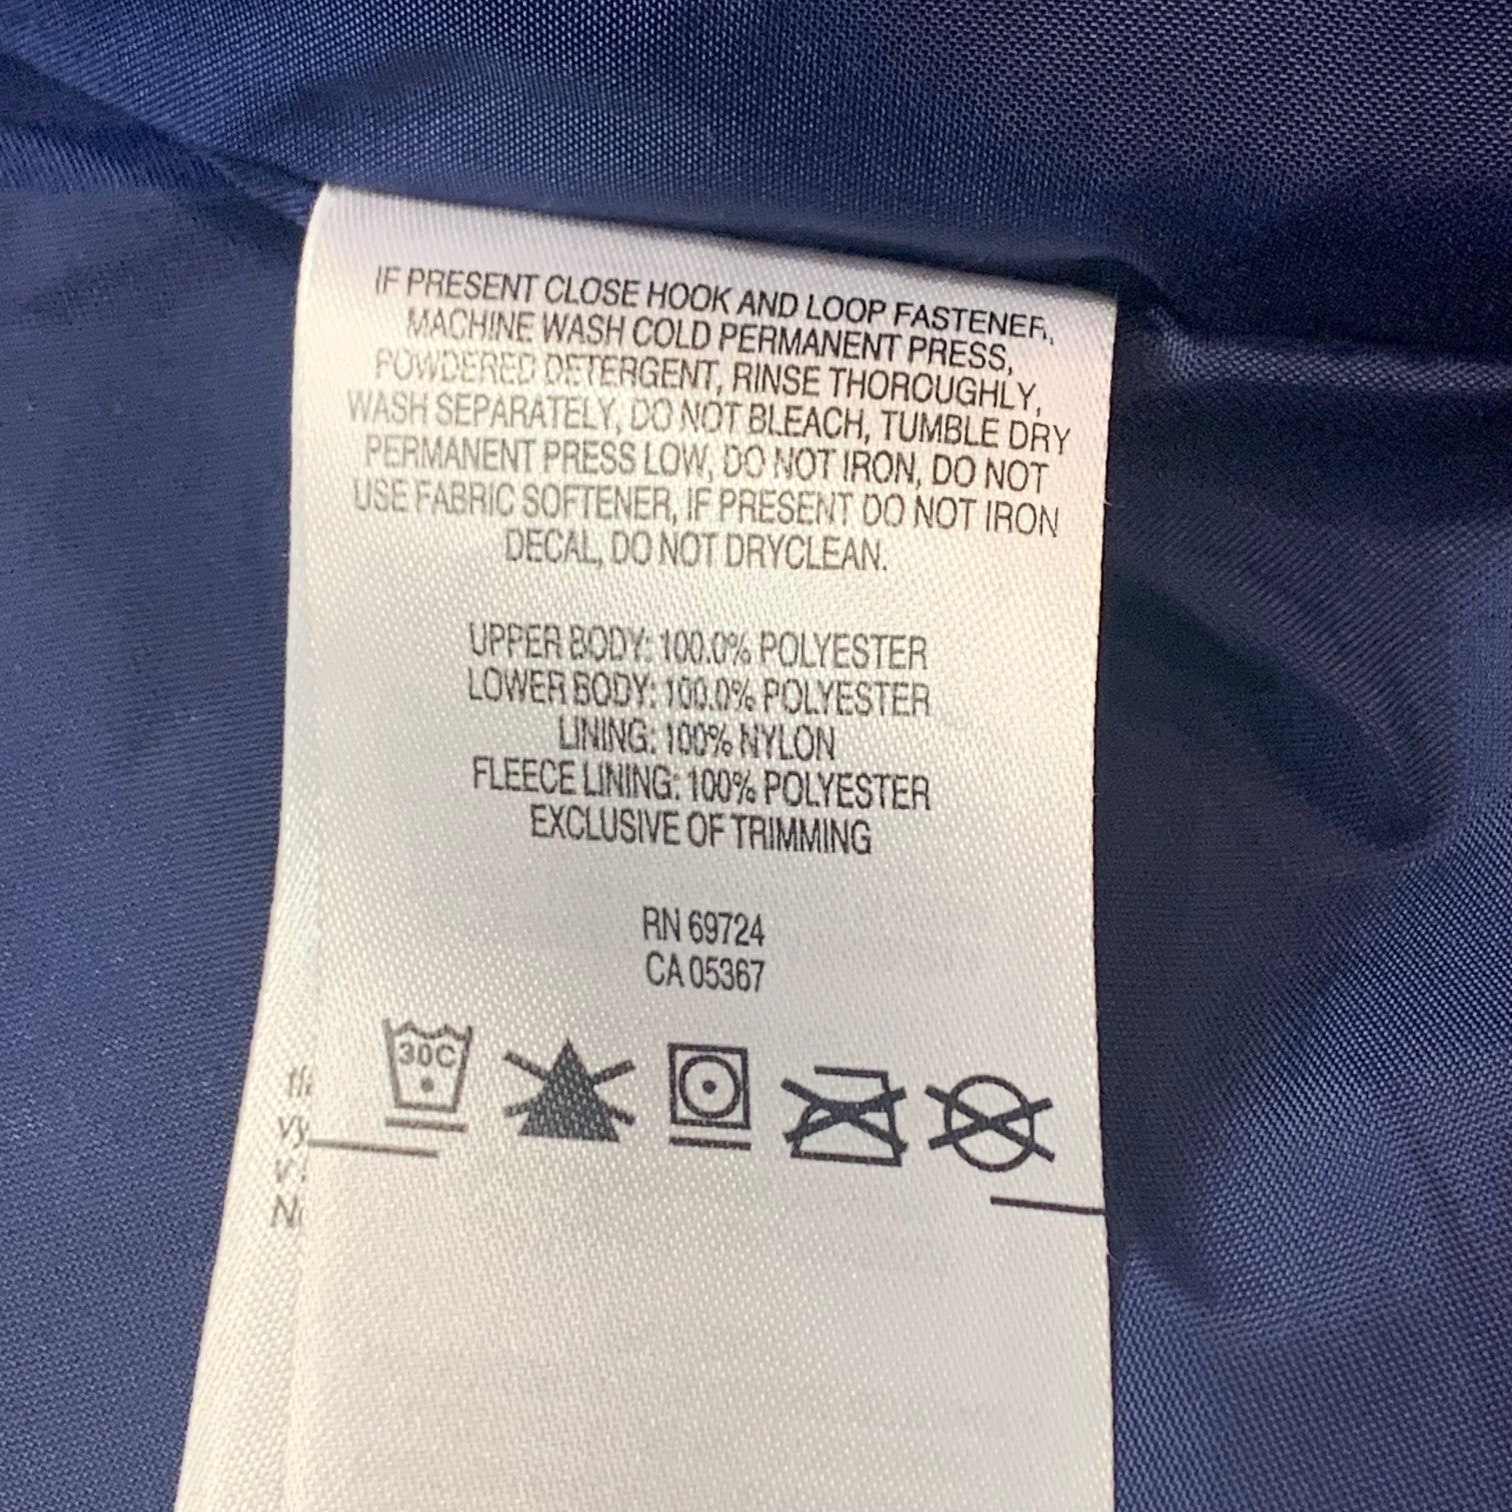 IF PRESENT CLOSE HOOK AND LOOP FASTENER,
MACHINE WASH COLD PERMANENT PRESS,
POWDERED DETERGENT, RINSE THOROUGHLY,
WASH SEPARATELY, DO NOT BLEACH, TUMBLE DRY
PERMANENT PRESS LOW, DO NOT IRON, DO NOT
USE FABRIC SOFTENER, IF PRESENT DO NOT IRON
DECAL, DO NOT DRYCLEAN.
UPPER BODY: 100.0% POLYESTER
LOWER BODY: 100.0% POLYESTER
LINING: 100% NYLON
FLEECE LINING: 100% POLYESTER
EXCLUSIVE OF TRIMMING
RN 69724
CA 05367
30C